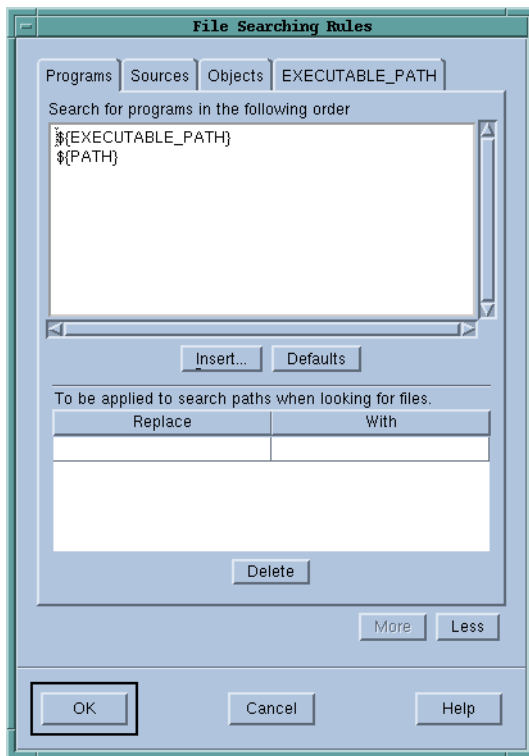 File Searching Rules
Programs Sources Objects EXECUTABLE_PATH
Search for programs in the following order
${EXECUTABLE_PATH}
${PATH}
Insert... Defaults
To be applied to search paths when looking for files.
Replace With
Delete
More Less
OK Cancel Help